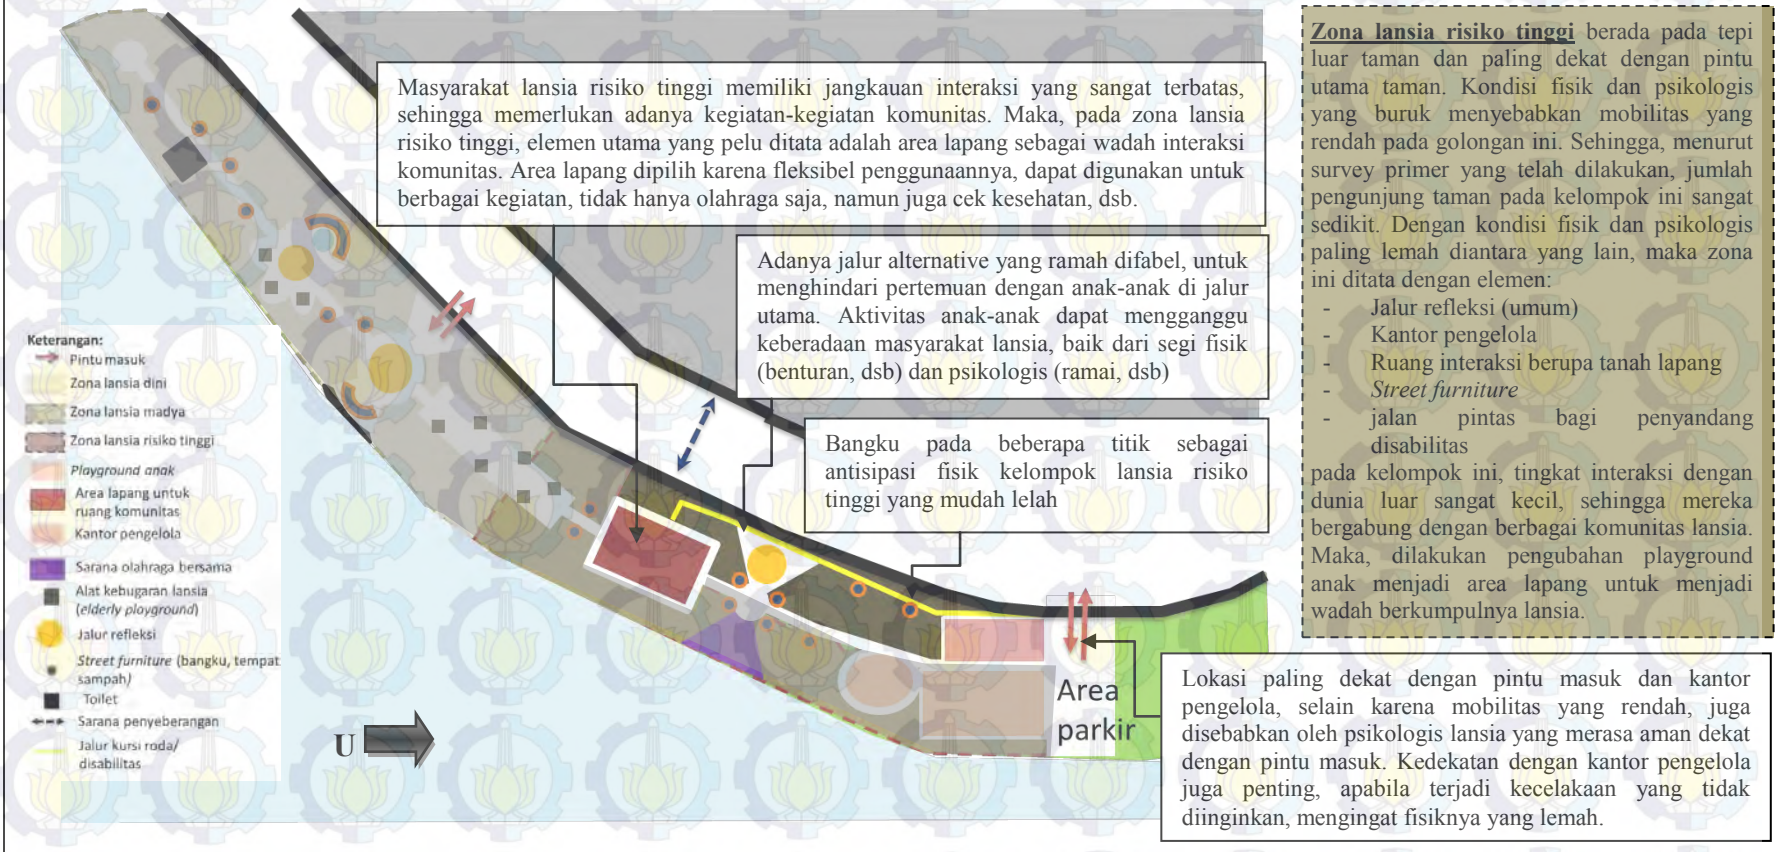 Masyarakat lansia risiko tinggi memiliki jangkauan interaksi yang sangat terbatas,
sehingga memerlukan adanya kegiatan-kegiatan komunitas. Maka, pada zona lansia
risiko tinggi, elemen utama yang pelu ditata adalah area lapang sebagai wadah interaksi
komunitas. Area lapang dipilih karena fleksibel penggunaannya, dapat digunakan untuk
berbagai kegiatan, tidak hanya olahraga saja, namun juga cek kesehatan, dsb.
Adanya jalur alternative yang ramah difabel, untuk
menghindari pertemuan dengan anak-anak di jalur
utama. Aktivitas anak-anak dapat mengganggu
keberadaan masyarakat lansia, baik dari segi fisik
(benturan, dsb) dan psikologis (ramai, dsb)
Bangku pada beberapa titik sebagai
antisipasi fisik kelompok lansia risiko
tinggi yang mudah lelah
Zona lansia risiko tinggi berada pada tepi
luar taman dan paling dekat dengan pintu
utama taman. Kondisi fisik dan psikologis
yang buruk menyebabkan mobilitas yang
rendah pada golongan ini. Sehingga, menurut
survey primer yang telah dilakukan, jumlah
pengunjung taman pada kelompok ini sangat
sedikit. Dengan kondisi fisik dan psikologis
paling lemah diantara yang lain, maka zona
ini ditata dengan elemen:
- Jalur refleksi (umum)
- Kantor pengelola
- Ruang interaksi berupa tanah lapang
- Street furniture
- jalan pintas bagi penyandang
disabilitas
pada kelompok ini, tingkat interaksi dengan
dunia luar sangat kecil, sehingga mereka
bergabung dengan berbagai komunitas lansia.
Maka, dilakukan pengubahan playground
anak menjadi area lapang untuk menjadi
wadah berkumpulnya lansia.
Keterangan:
Pintu masuk
Zona lansia dini
Zona lansia madya
Zona lansia risiko tinggi
Playground anak
Area lapang untuk
ruang komunitas
Kantor pengelola
Sarana olahraga bersama
Alat kebugaran lansia
(elderly playground)
Jalur refleksi
Street furniture (bangku, tempat
sampah)
Toilet
Sarana penyeberangan
Jalur kursi roda/
disabilitas
U
Area
parkir
Lokasi paling dekat dengan pintu masuk dan kantor
pengelola, selain karena mobilitas yang rendah, juga
disebabkan oleh psikologis lansia yang merasa aman dekat
dengan pintu masuk. Kedekatan dengan kantor pengelola
juga penting, apabila terjadi kecelakaan yang tidak
diinginkan, mengingat fisiknya yang lemah.